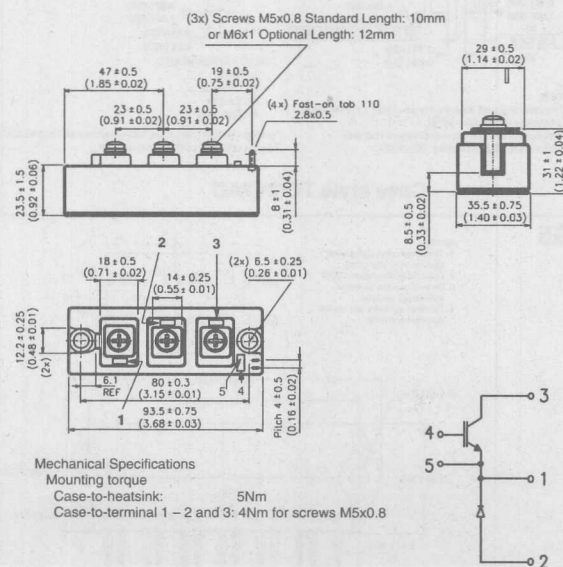 (3x) Screws M5x0.8 Standard Length: 10mm
or M6x1 Optional Length: 12mm
47 ± 0.5
(1.85 ± 0.02)
19 ± 0.5
(0.75 ± 0.02)
29 ± 0.5
(1.14 ± 0.02)
23 ± 0.5
(0.91 ± 0.02)
23 ± 0.5
(0.91 ± 0.02)
(4x) Fast-on tab 110
2.8x0.5
23.5 ± 1.5
(0.92 ± 0.06)
8 ± 1
(0.31 ± 0.04)
31 ± 1
(1.22 ± 0.04)
8.5 ± 0.5
(0.33 ± 0.02)
35.5 ± 0.75
(1.40 ± 0.03)
2
3
18 ± 0.5
(0.71 ± 0.02)
14 ± 0.25
(0.55 ± 0.01)
(2x) 6.5 ± 0.25
(0.26 ± 0.01)
12.2 ± 0.25
(0.48 ± 0.01)
(2x)
6.1
REF
80 ± 0.3
(3.15 ± 0.01)
5
4
1
93.5 ± 0.75
(3.68 ± 0.03)
Pitch 4 ± 0.5
(0.16 ± 0.02)
Mechanical Specifications
Mounting torque
Case-to-heatsink: 5Nm
Case-to-terminal 1 – 2 and 3: 4Nm for screws M5x0.8
3
4
5
1
2